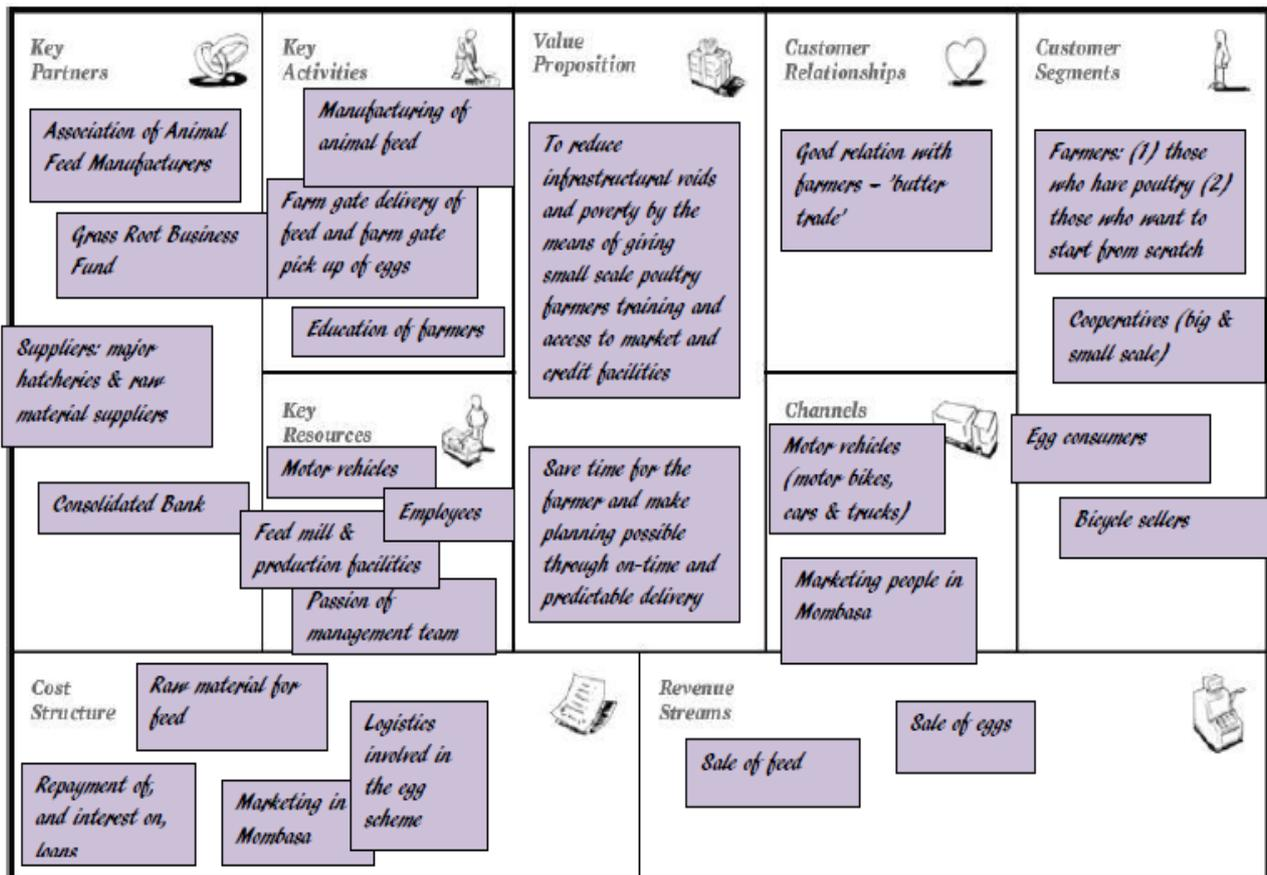 Key
Partners
Association of Animal
Feed Manufacturers
Grass Root Business
Fund
Suppliers: major
hatcheries & raw
material suppliers
Consolidated Bank
Key
Activities
Manufacturing of
animal feed
Farm gate delivery of
feed and farm gate
pick up of eggs
Education of farmers
Key
Resources
Motor vehicles
Employees
Feed mill &
production facilities
Passion of
management team
Value
Proposition
To reduce
infrastructural voids
and poverty by the
means of giving
small scale poultry
farmers training and
access to market and
credit facilities
Save time for the
farmer and make
planning possible
through on-time and
predictable delivery
Customer
Relationships
Good relation with
farmers – 'butter
trade'
Channels
Motor vehicles
(motor bikes,
cars & trucks)
Marketing people in
Mombasa
Customer
Segments
Farmers: (1) those
who have poultry (2)
those who want to
start from scratch
Cooperatives (big &
small scale)
Egg consumers
Bicycle sellers
Cost
Structure
Raw material for
feed
Repayment of,
and interest on,
loans
Marketing in
Mombasa
Logistics
involved in
the egg
scheme
Revenue
Streams
Sale of feed
Sale of eggs